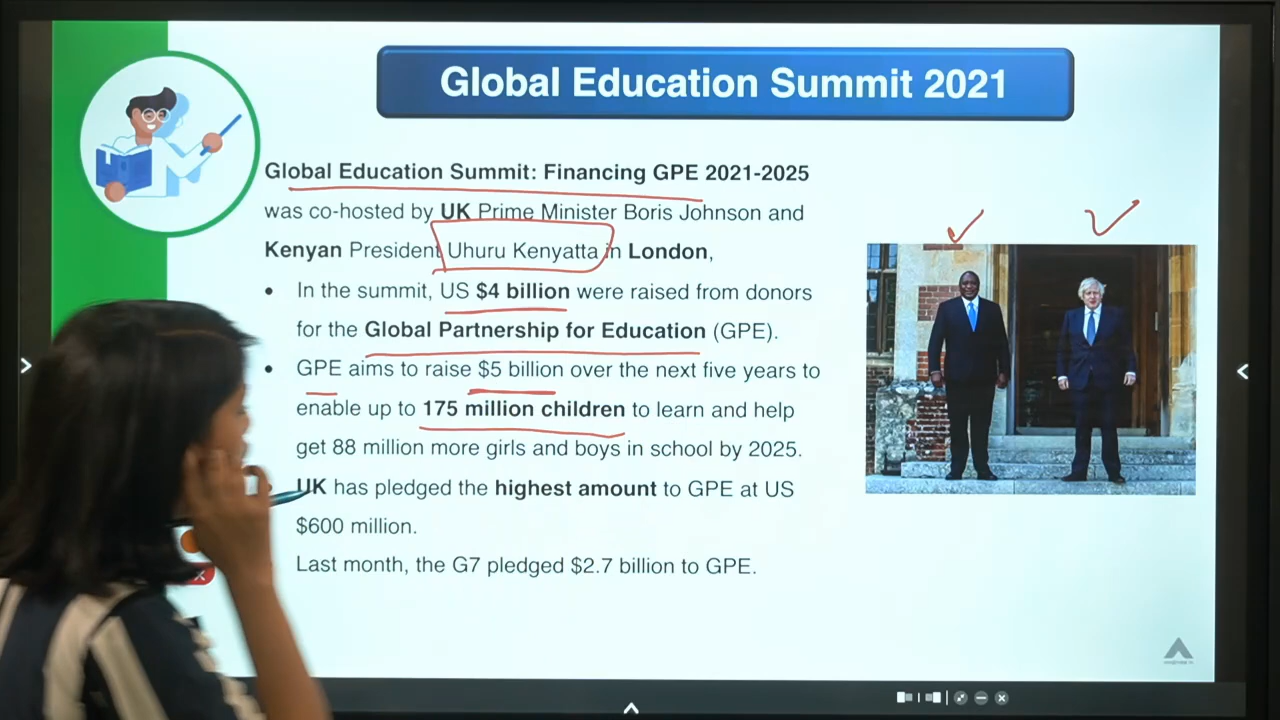 Global Education Summit 2021
Global Education Summit: Financing GPE 2021-2025
was co-hosted by UK Prime Minister Boris Johnson and
Kenyan President Uhuru Kenyatta in London,
• In the summit, US $4 billion were raised from donors
for the Global Partnership for Education (GPE).
• GPE aims to raise $5 billion over the next five years to
enable up to 175 million children to learn and help
get 88 million more girls and boys in school by 2025.
UK has pledged the highest amount to GPE at US
$600 million.
Last month, the G7 pledged $2.7 billion to GPE.